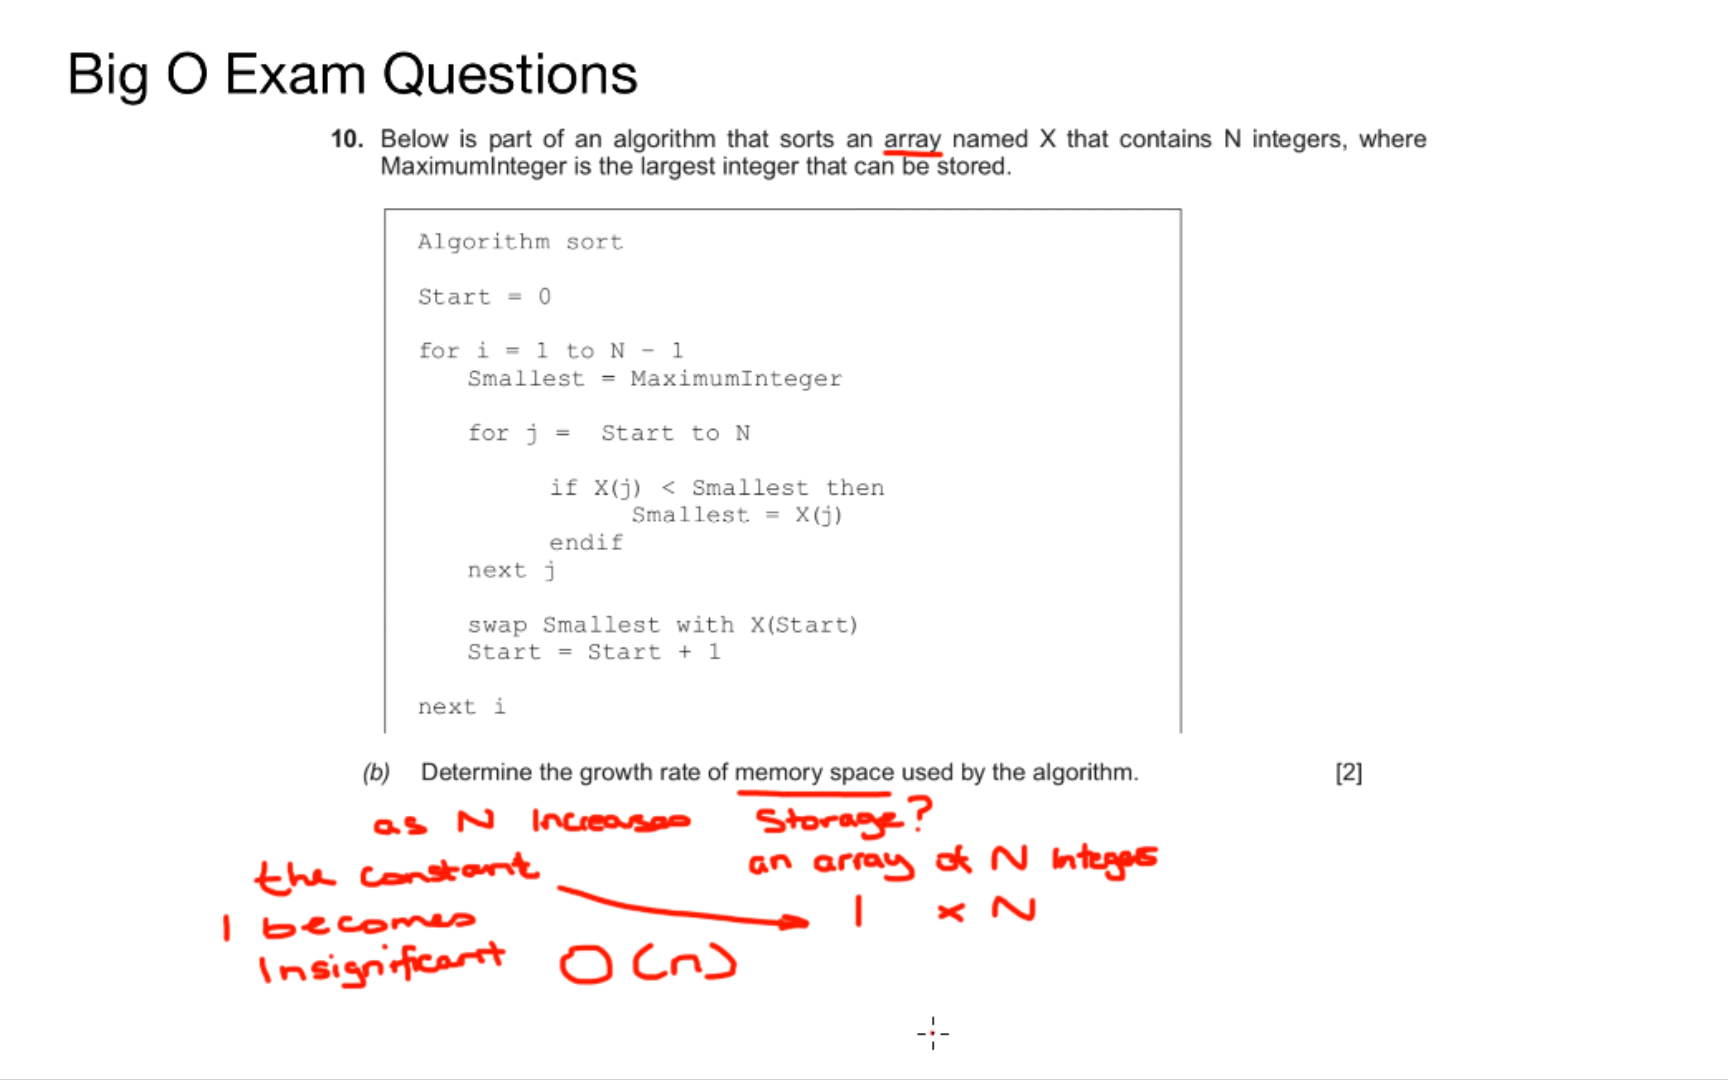 Big O Exam Questions
10. Below is part of an algorithm that sorts an array named X that contains N integers, where
MaximumInteger is the largest integer that can be stored.
Algorithm sort
Start = 0
for i = 1 to N - 1
Smallest = MaximumInteger
for j = Start to N
if X(j) < Smallest then
Smallest = X(j)
endif
next j
swap Smallest with X(Start)
Start = Start + 1
next i
(b) Determine the growth rate of memory space used by the algorithm. [2]
as N Increases Storage?
the constant an array of N Integers
1 becomes 1 x N
Insignificant O(n)